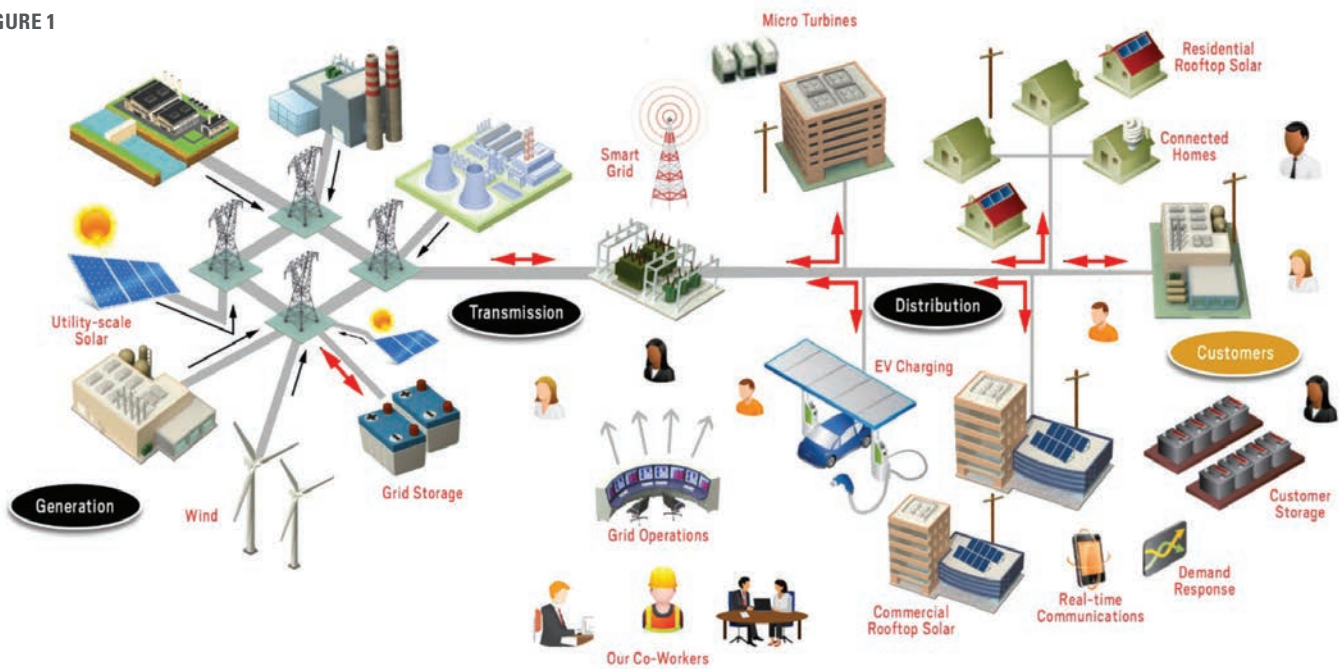 GURE 1
Micro Turbines
Residential
Rooftop Solar
Smart
Grid
Connected
Homes
Utility-scale
Solar
Transmission
Distribution
Customers
EV Charging
Grid Storage
Generation
Wind
Grid Operations
Customer
Storage
Commercial
Rooftop Solar
Real-time
Communications
Demand
Response
Our Co-Workers